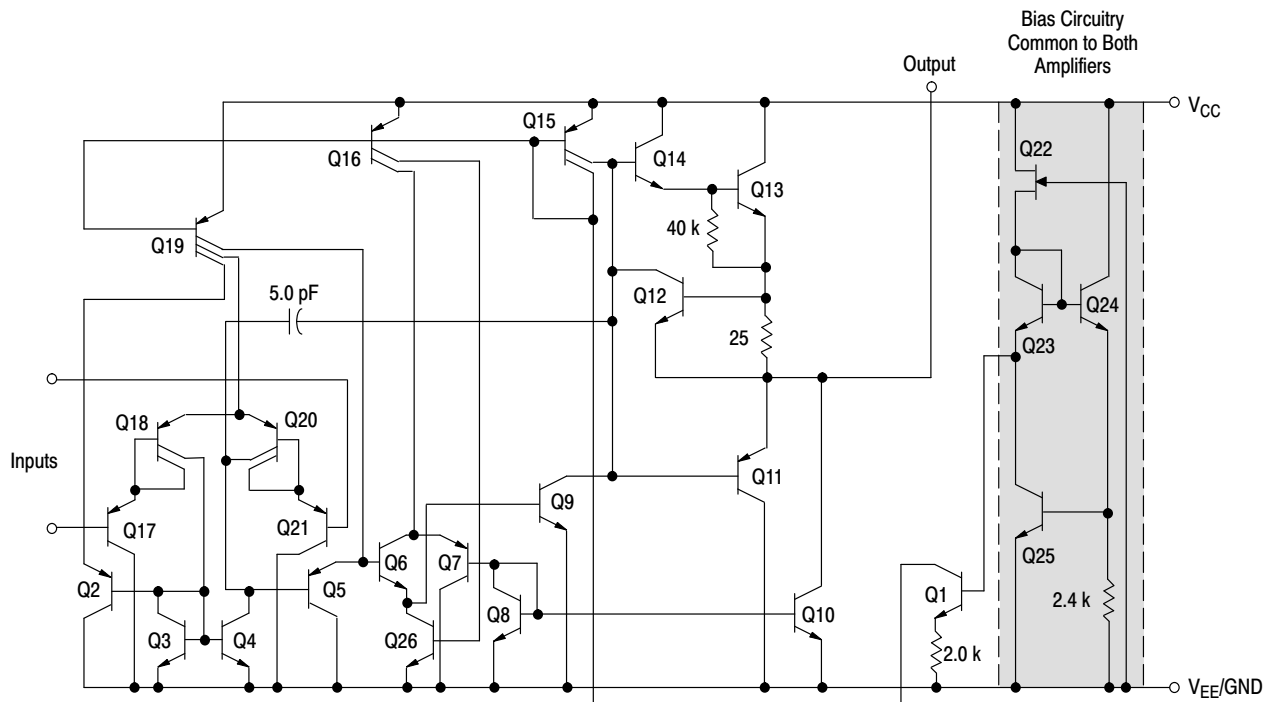 Bias Circuitry
Common to Both
Amplifiers
Output
VCC
Q15
Q22
Q16
Q14
Q13
Q19
40 k
Q12
5.0 pF
Q24
25
Q23
Q18
Q20
Inputs
Q11
Q9
Q17
Q21
Q25
Q6
Q7
Q2
Q5
Q1
Q8
2.4 k
Q3
Q4
Q26
Q10
2.0 k
VEE/GND